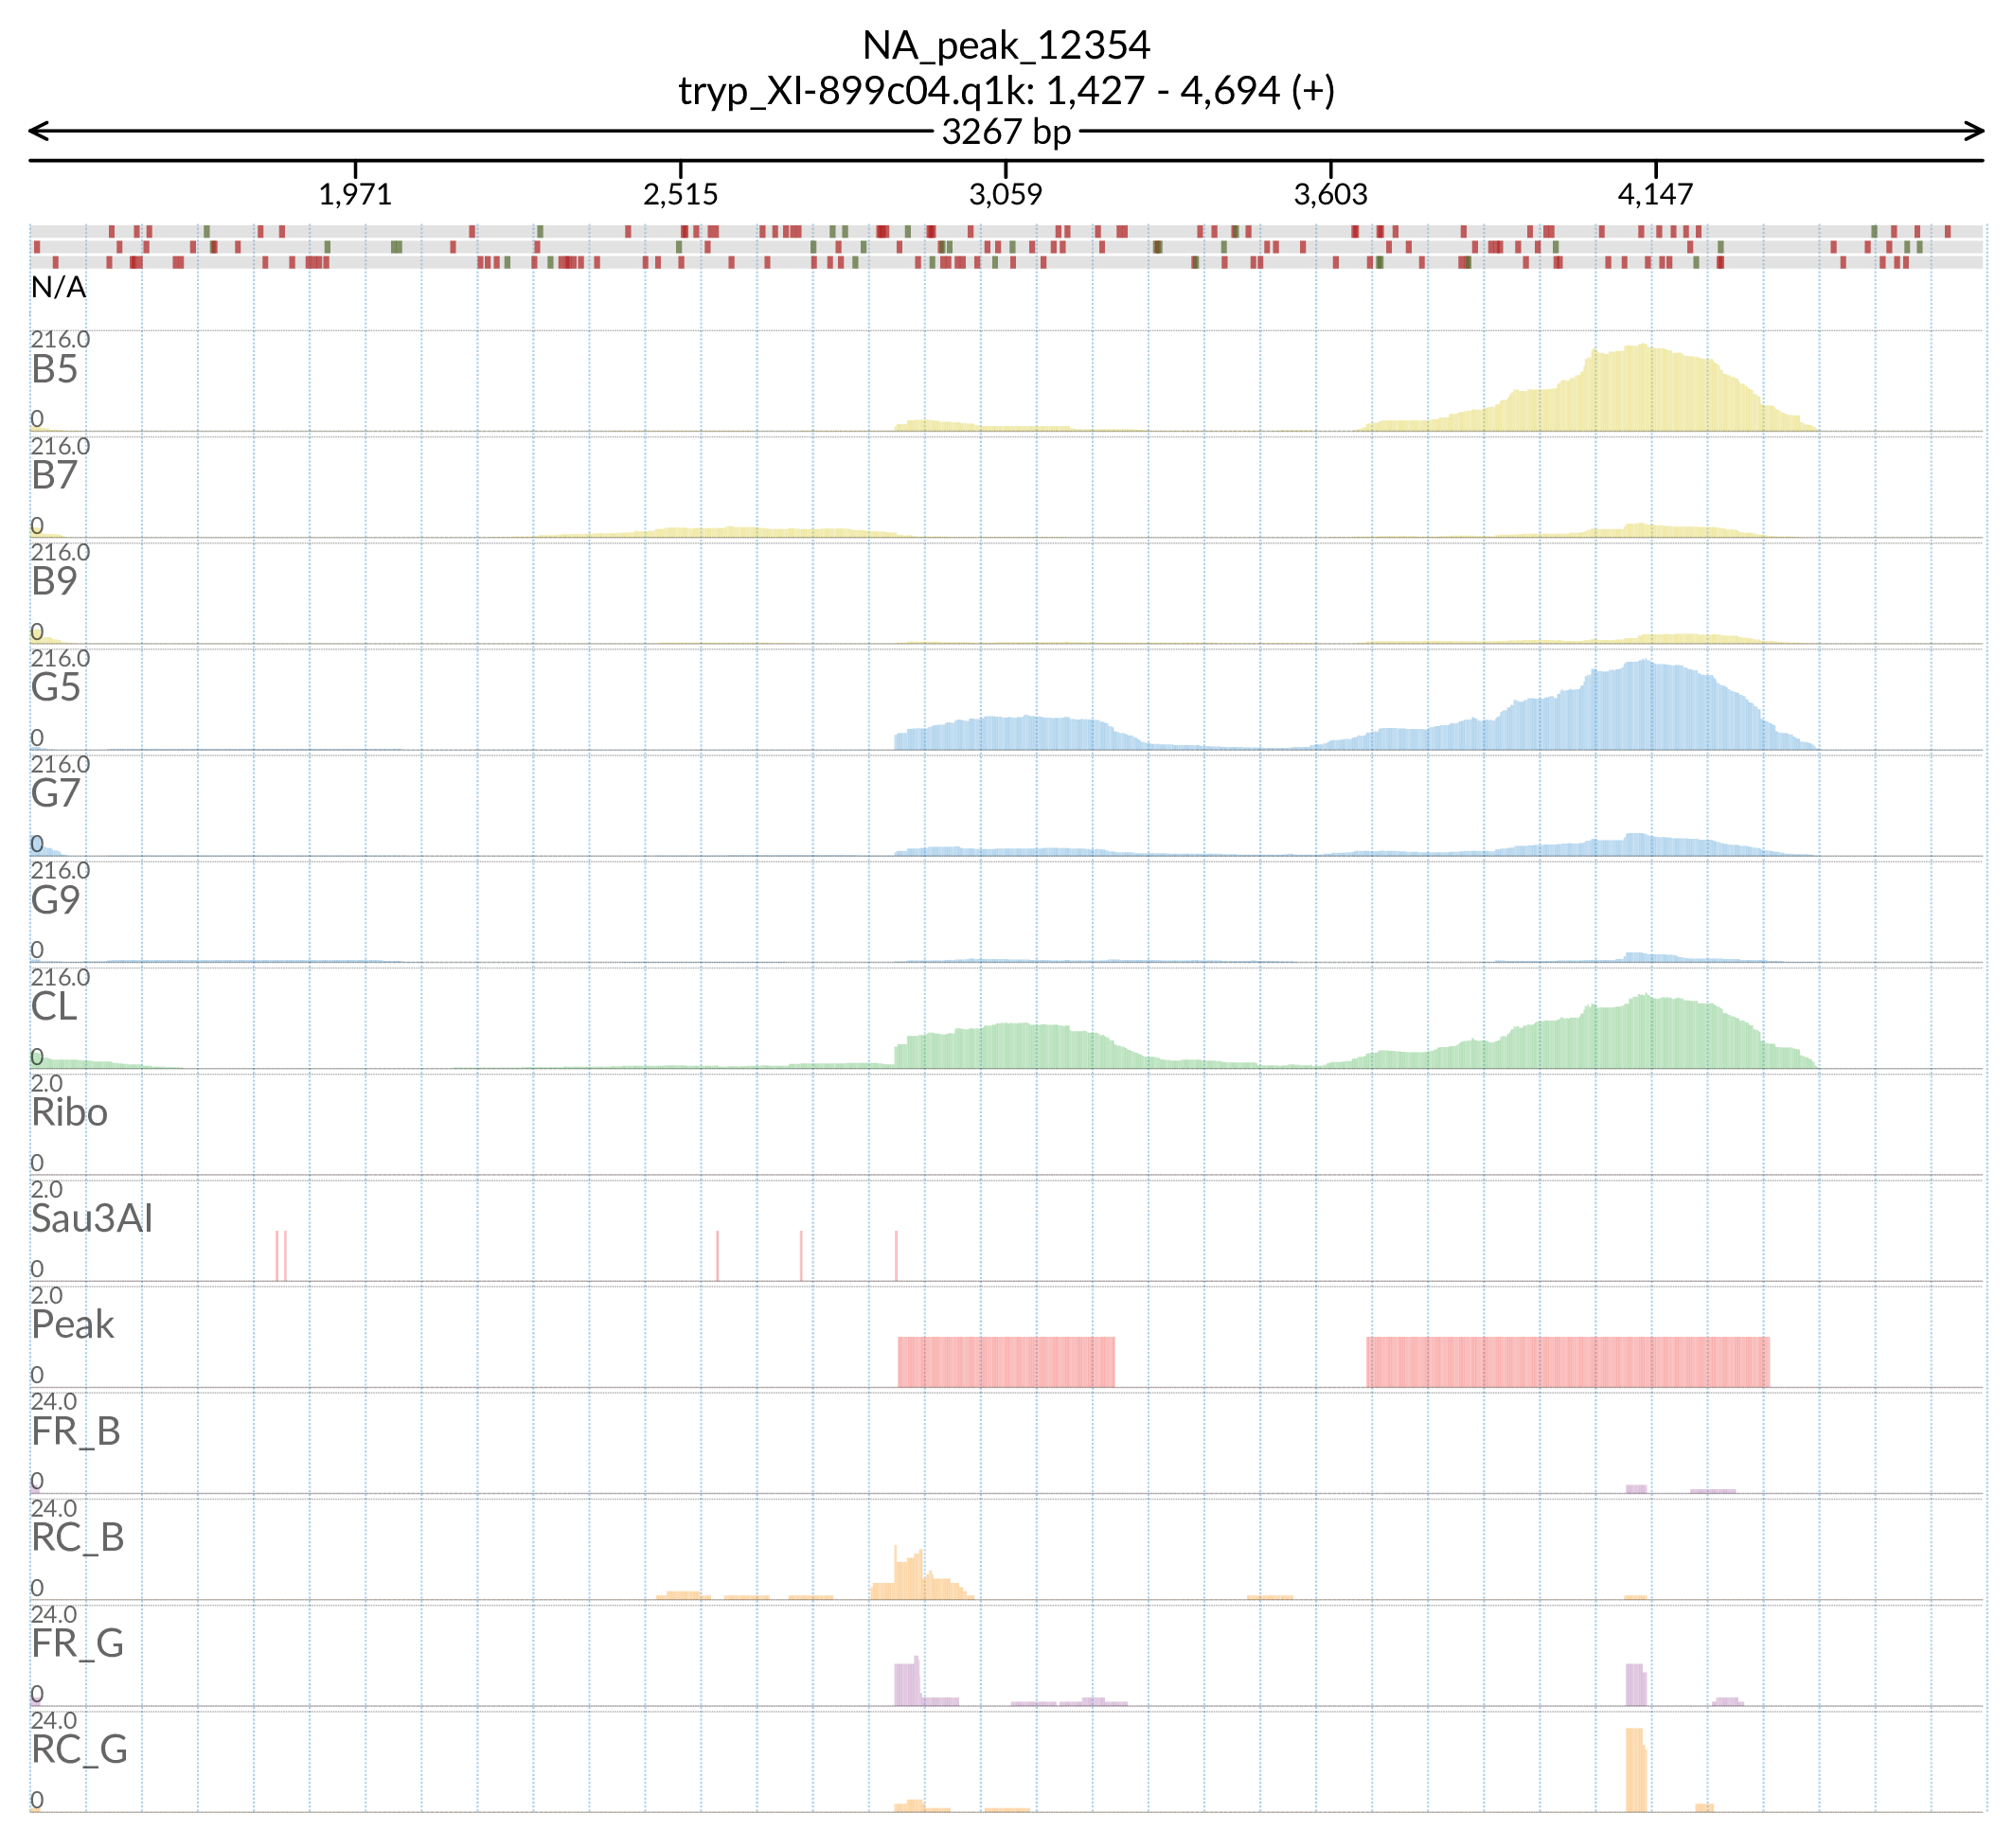 NA_peak_12354
tryp_XI-899c04.q1k: 1,427 - 4,694 (+)
3267 bp
1,971 2,515 3,059 3,603 4,147
N/A
216.0
B5
0
216.0
B7
0
216.0
B9
0
216.0
G5
0
216.0
G7
0
216.0
G9
0
216.0
CL
0
2.0
Ribo
0
2.0
Sau3AI
0
2.0
Peak
0
24.0
FR_B
0
24.0
RC_B
0
24.0
FR_G
0
24.0
RC_G
0